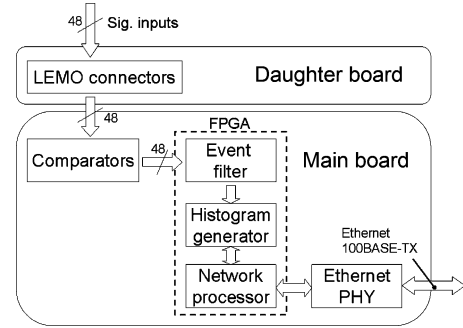 48
Sig. inputs
LEMO connectors
Daughter board
48
FPGA
Comparators
48
Event
filter
Main board
Histogram
generator
Ethernet
100BASE-TX
Network
processor
Ethernet
PHY